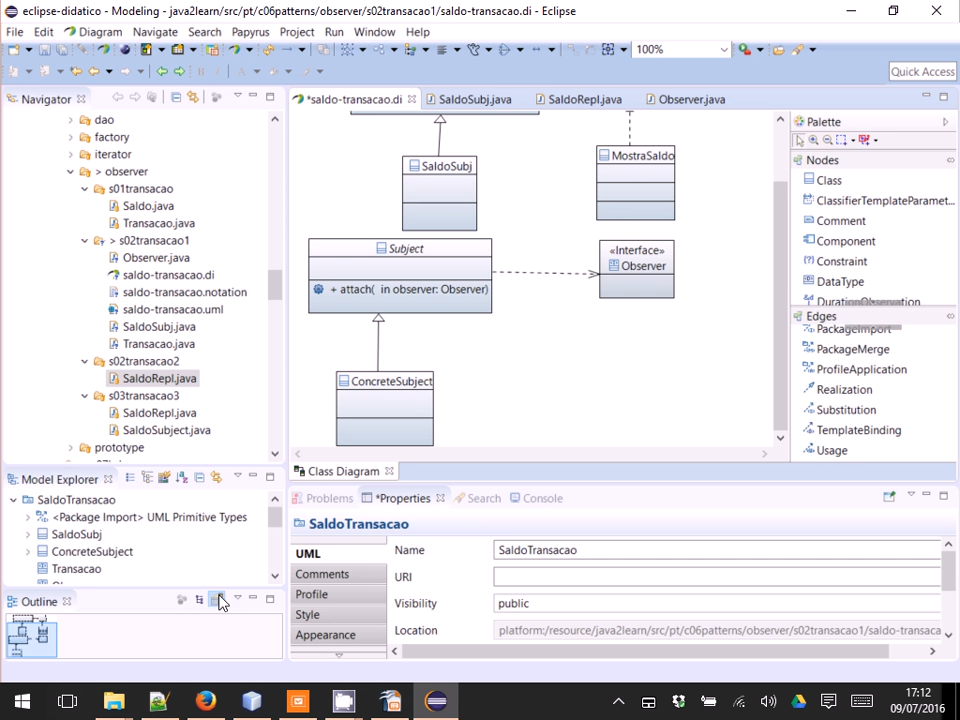 eclipse-didatico - Modeling - java2learn/src/pt/c06patterns/observer/s02transacao1/saldo-transacao.di - Eclipse
File Edit Diagram Navigate Search Papyrus Project Run Window Help
100%
Quick Access
Navigator
dao
factory
iterator
> observer
s01transacao
Saldo.java
Transacao.java
> s02transacao1
Observer.java
saldo-transacao.di
saldo-transacao.notation
saldo-transacao.uml
SaldoSubj.java
Transacao.java
s02transacao2
SaldoRepl.java
s03transacao3
SaldoRepl.java
SaldoSubject.java
prototype
*saldo-transacao.di SaldoSubj.java SaldoRepl.java Observer.java
SaldoSubj
MostraSaldo
Subject
+ attach( in observer: Observer)
«Interface»
Observer
ConcreteSubject
Class Diagram
Palette
Nodes
Class
ClassifierTemplateParamet...
Comment
Component
Constraint
DataType
DurationObservation
Edges
PackageImport
PackageMerge
ProfileApplication
Realization
Substitution
TemplateBinding
Usage
Model Explorer
SaldoTransacao
<Package Import> UML Primitive Types
SaldoSubj
ConcreteSubject
Transacao
Outline
Problems *Properties Search Console
SaldoTransacao
UML
Comments
Profile
Style
Appearance
Name SaldoTransacao
URI
Visibility public
Location platform:/resource/java2learn/src/pt/c06patterns/observer/s02transacao1/saldo-transaca
17:12
09/07/2016